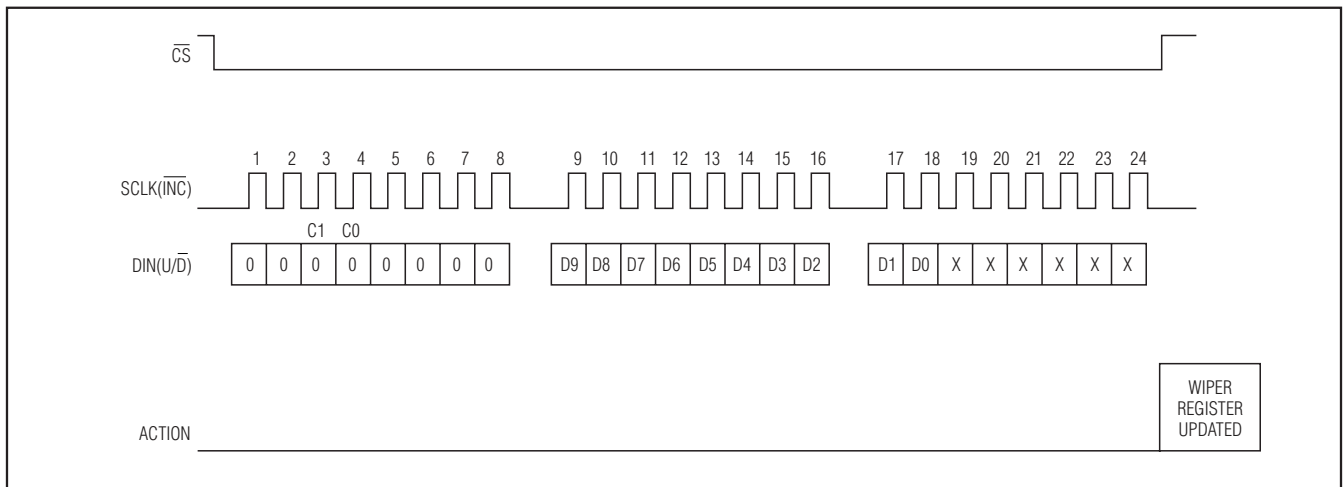 C̅S̅
1 2 3 4 5 6 7 8 9 10 11 12 13 14 15 16 17 18 19 20 21 22 23 24
SCLK(I̅N̅C̅)
C1 C0
DIN(U/D̅) 0 0 0 0 0 0 0 0 D9 D8 D7 D6 D5 D4 D3 D2 D1 D0 X X X X X X
WIPER
REGISTER
UPDATED
ACTION